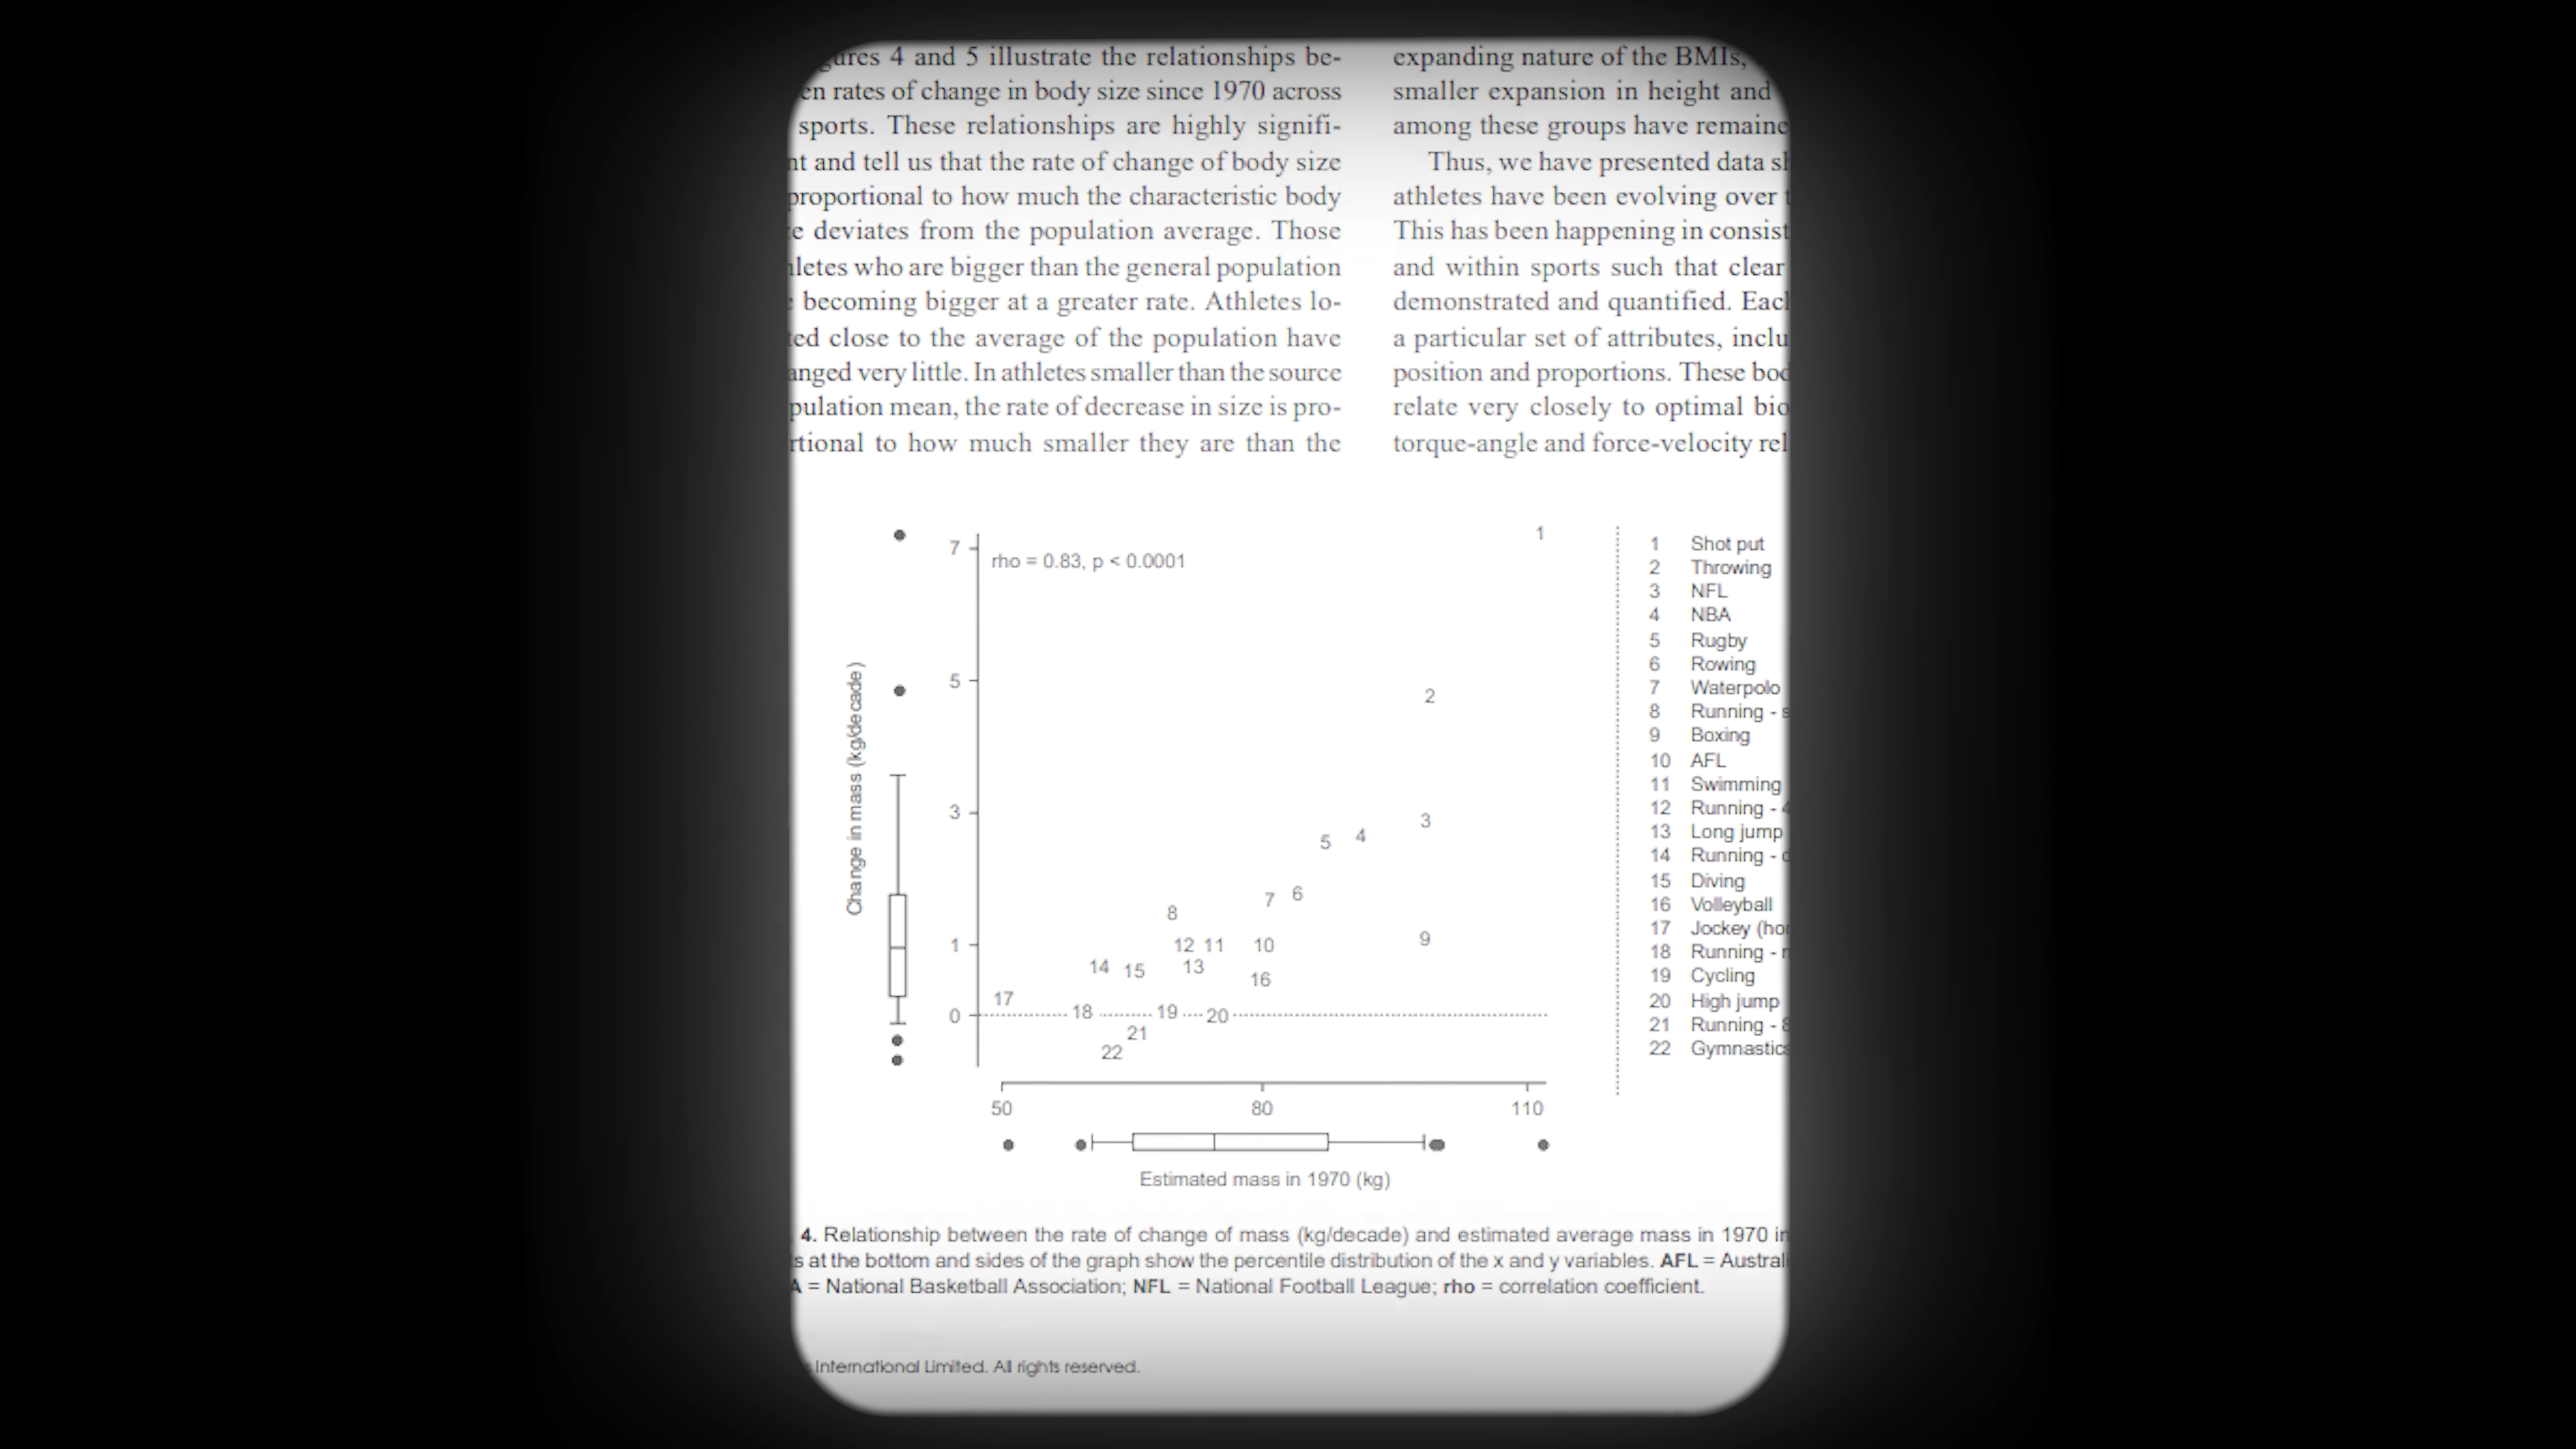 gures 4 and 5 illustrate the relationships be-
en rates of change in body size since 1970 across
sports. These relationships are highly signifi-
nt and tell us that the rate of change of body size
proportional to how much the characteristic body
e deviates from the population average. Those
hletes who are bigger than the general population
becoming bigger at a greater rate. Athletes lo-
ted close to the average of the population have
anged very little. In athletes smaller than the source
pulation mean, the rate of decrease in size is pro-
rtional to how much smaller they are than the
expanding nature of the BMIs,
smaller expansion in height and
among these groups have remaine
Thus, we have presented data sh
athletes have been evolving over t
This has been happening in consist
and within sports such that clear
demonstrated and quantified. Each
a particular set of attributes, inclu
position and proportions. These bod
relate very closely to optimal bio
torque-angle and force-velocity rel
Change in mass (kg/decade)
7
5
3
1
0
rho = 0.83, p < 0.0001
1
2
3
4
5
6
7
8
9
12 11 10
14 15 13
16
17
18 19 20
21
22
50 80 110
Estimated mass in 1970 (kg)
1 Shot put
2 Throwing
3 NFL
4 NBA
5 Rugby
6 Rowing
7 Waterpolo
8 Running - s
9 Boxing
10 AFL
11 Swimming
12 Running - 4
13 Long jump
14 Running - d
15 Diving
16 Volleyball
17 Jockey (hor
18 Running - m
19 Cycling
20 High jump
21 Running - 8
22 Gymnastics
4. Relationship between the rate of change of mass (kg/decade) and estimated average mass in 1970 in
s at the bottom and sides of the graph show the percentile distribution of the x and y variables. AFL = Australi
A = National Basketball Association; NFL = National Football League; rho = correlation coefficient.
s International Limited. All rights reserved.